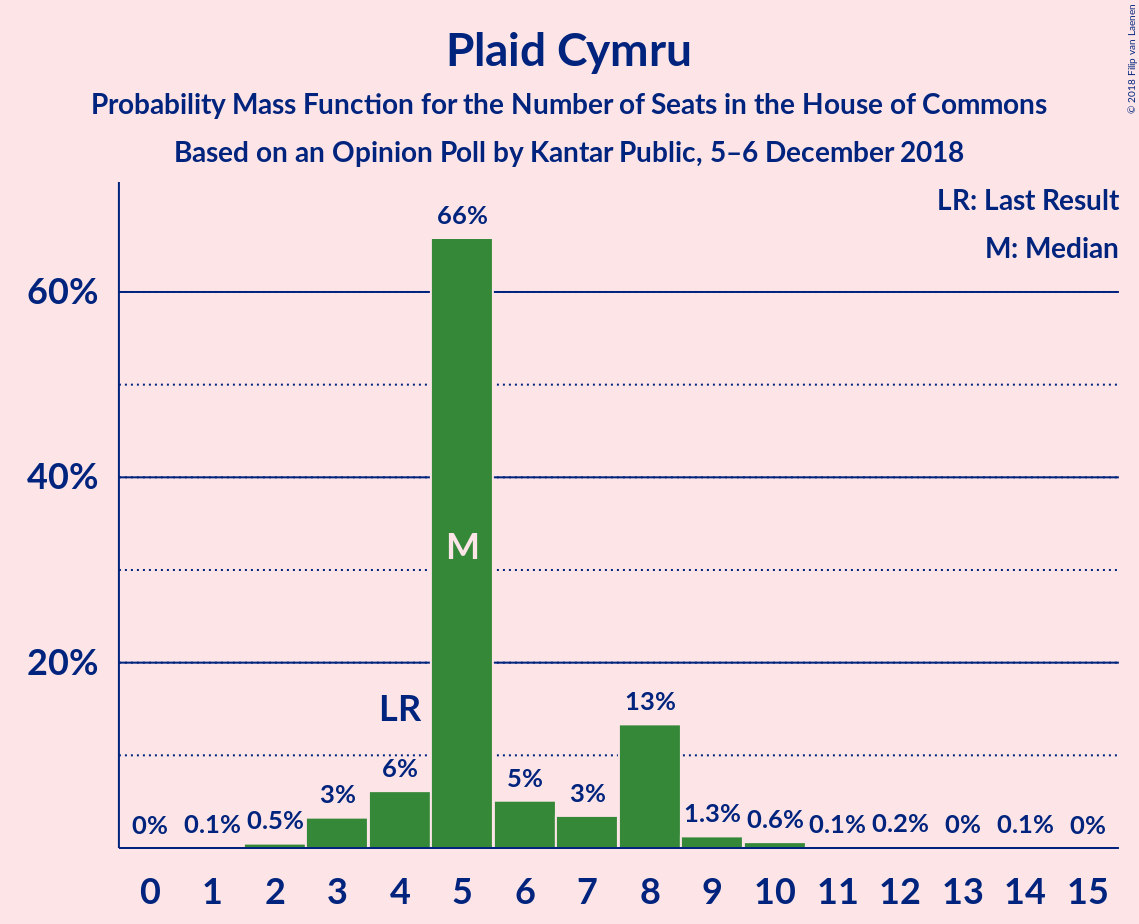 Plaid Cymru
Probability Mass Function for the Number of Seats in the House of Commons
Based on an Opinion Poll by Kantar Public, 5–6 December 2018
© 2018 Filip van Laenen
LR: Last Result
M: Median
66%
60%
40%
M
20%
LR
13%
6%
5%
3%
3%
0%
0.1%
0.5%
1.3%
0.6%
0.1%
0.2%
0%
0.1%
0%
0 1 2 3 4 5 6 7 8 9 10 11 12 13 14 15